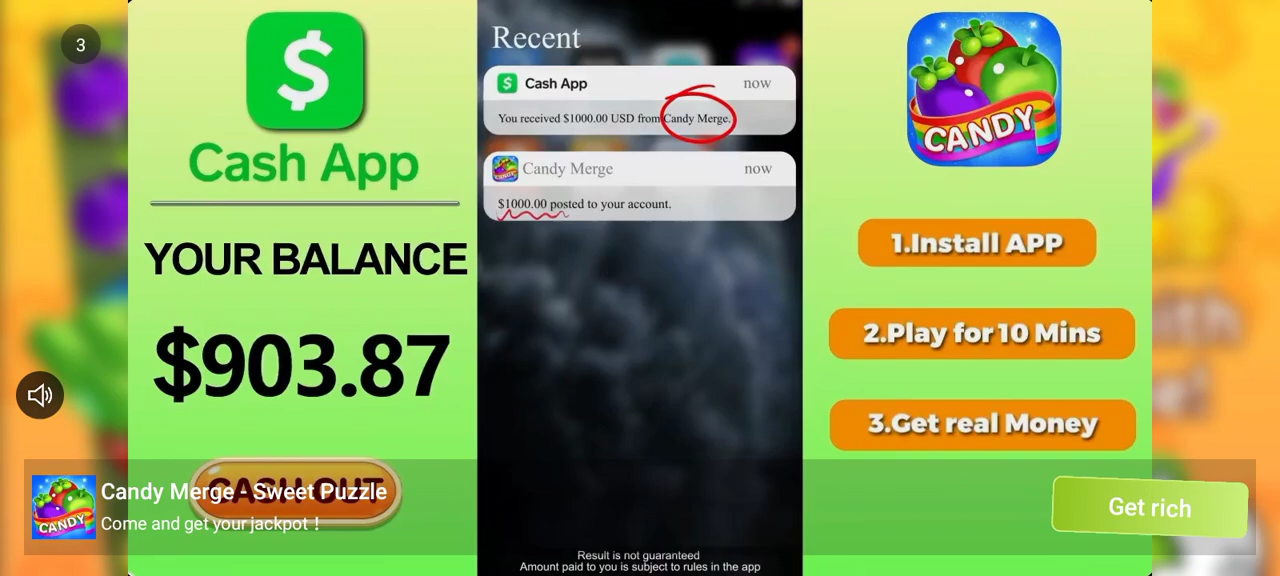 3
$
Cash App
YOUR BALANCE
$903.87
CASH OUT
Recent
$ Cash App now
You received $1000.00 USD from Candy Merge.
CANDY
Candy Merge now
$1000.00 posted to your account.
CANDY
1.Install APP
2.Play for 10 Mins
3.Get real Money
CANDY
Candy Merge - Sweet Puzzle
Come and get your jackpot !
Get rich
Result is not guaranteed
Amount paid to you is subject to rules in the app